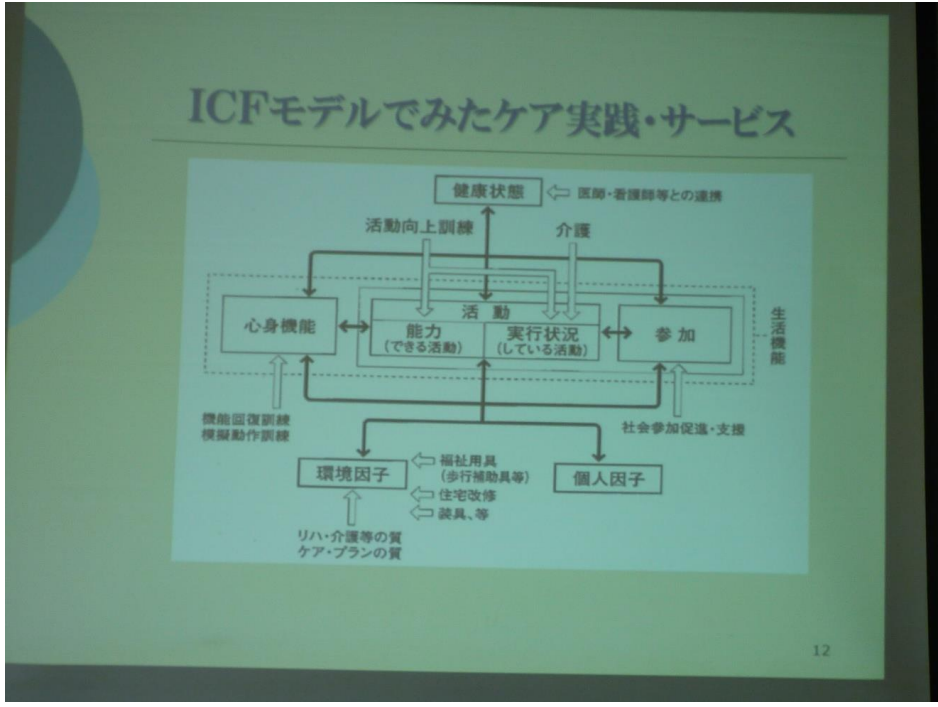 ICFモデルでみたケア実践・サービス
健康状態
医師・看護師等との連携
活動向上訓練
介護
生活機能
心身機能
活動
能力
(できる活動)
実行状況
(している活動)
参加
機能回復訓練
模擬動作訓練
社会参加促進・支援
環境因子
福祉用具
(歩行補助具等)
住宅改修
装具、等
個人因子
リハ・介護等の質
ケア・プランの質
12